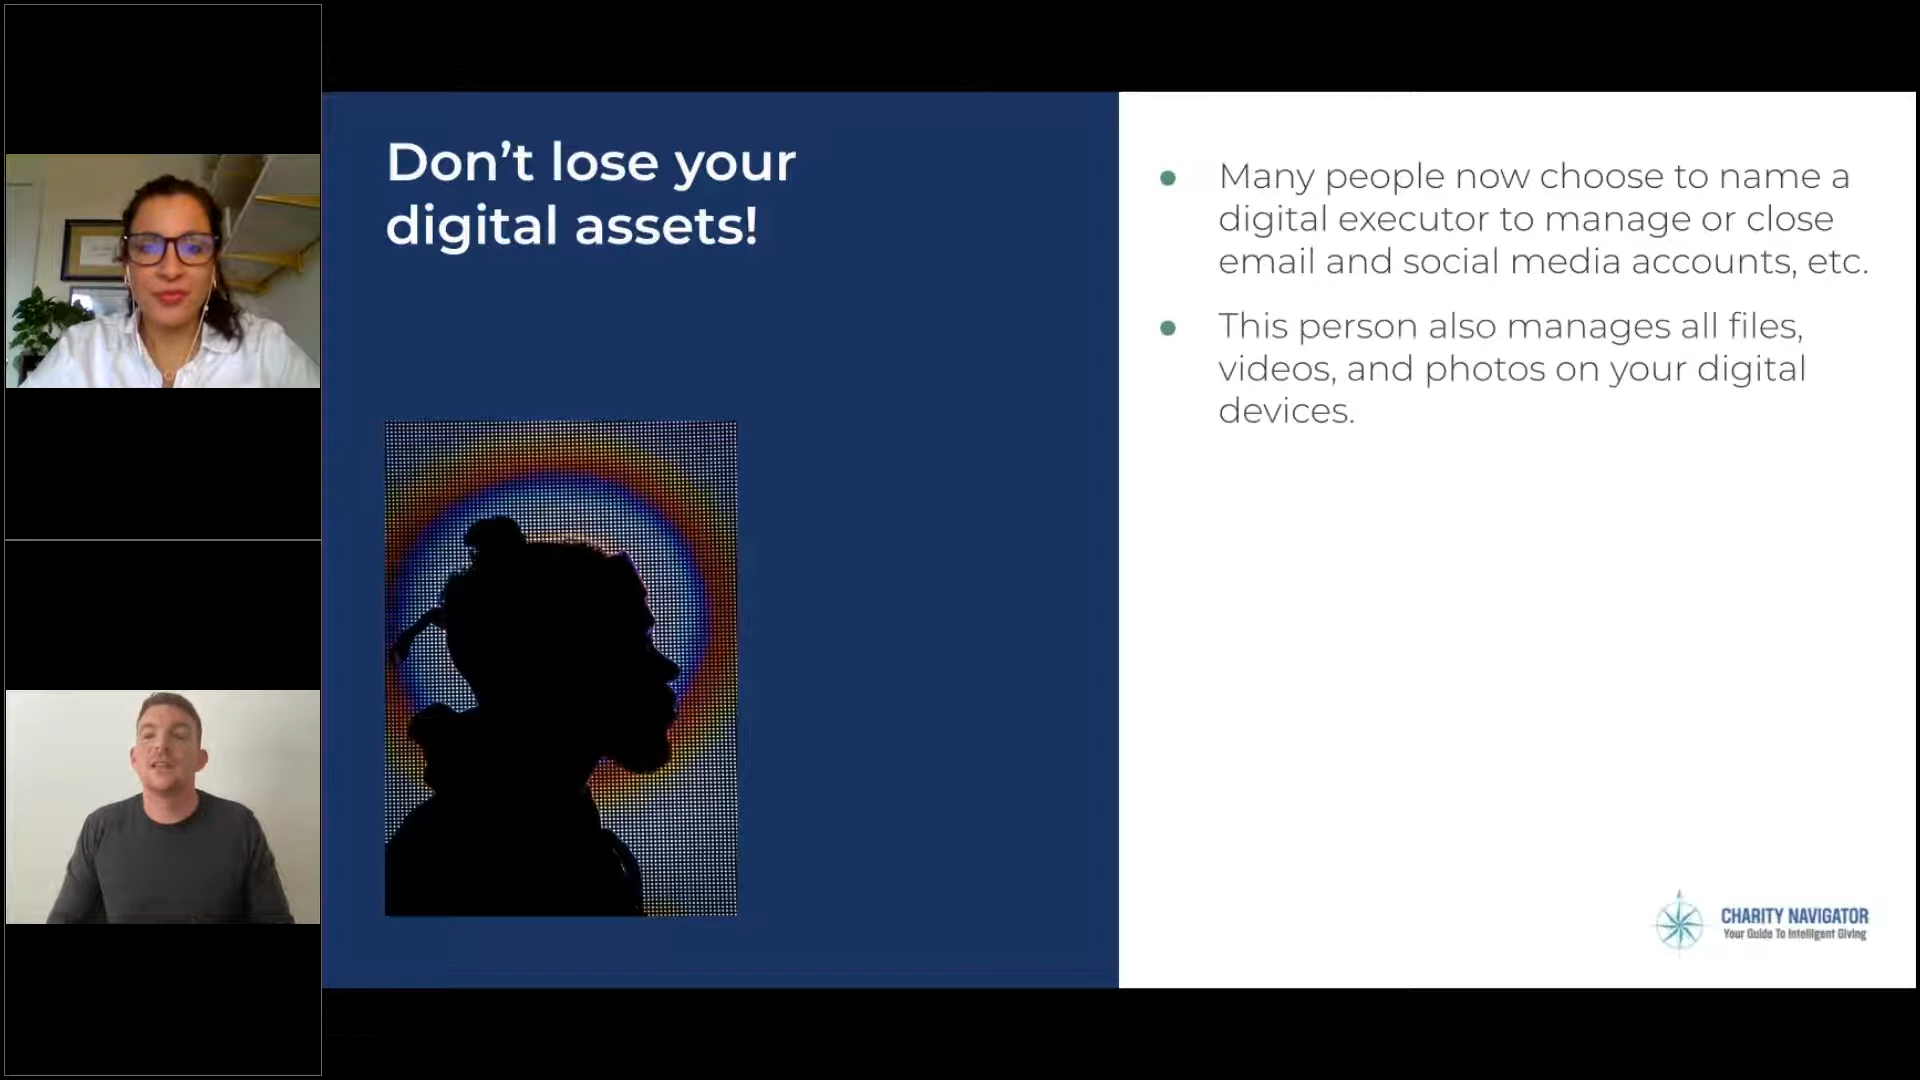 Don’t lose your
digital assets!
● Many people now choose to name a
digital executor to manage or close
email and social media accounts, etc.
● This person also manages all files,
videos, and photos on your digital
devices.
CHARITY NAVIGATOR
Your Guide To Intelligent Giving